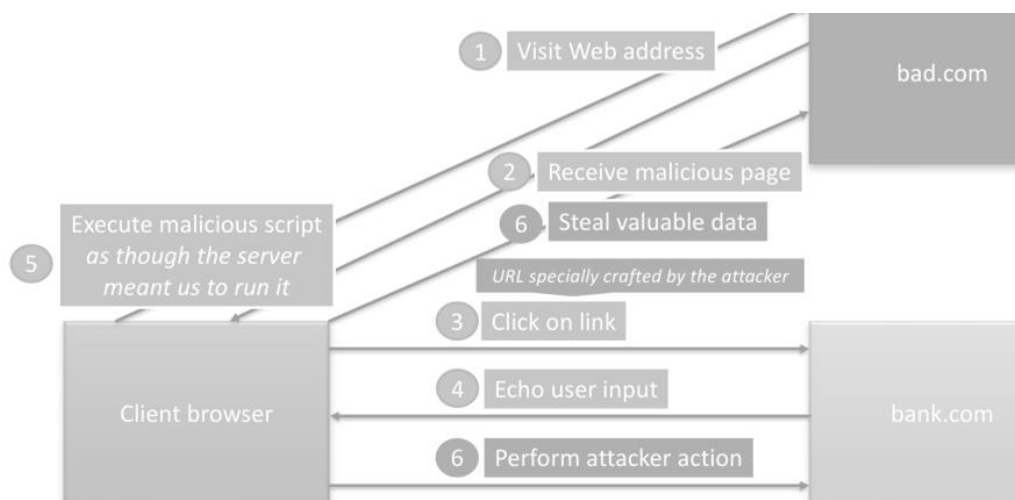 1 Visit Web address
bad.com
2 Receive malicious page
6 Steal valuable data
5 Execute malicious script
as though the server
meant us to run it
URL specially crafted by the attacker
3 Click on link
4 Echo user input
Client browser
bank.com
6 Perform attacker action